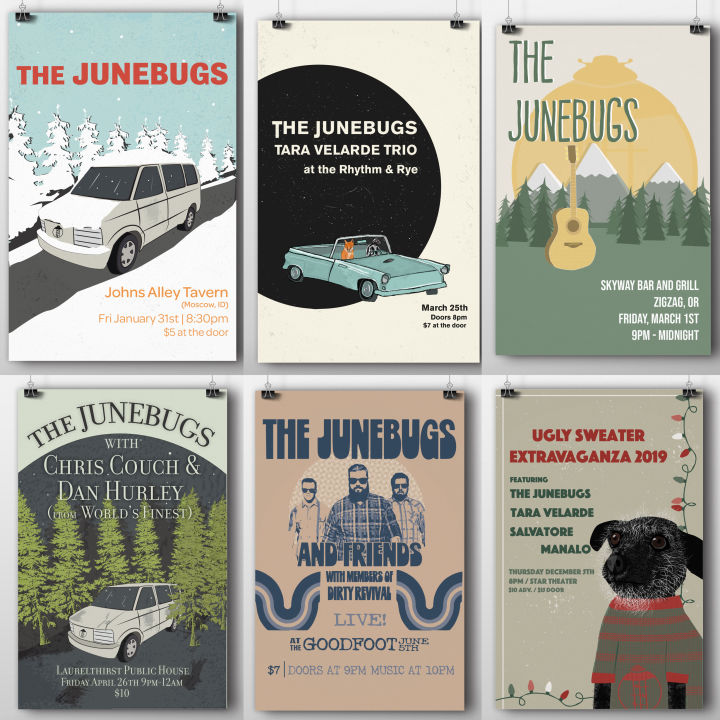 THE JUNEBUGS
Johns Alley Tavern
(Moscow, ID)
Fri January 31st | 8:30pm
$5 at the door
THE JUNEBUGS
TARA VELARDE TRIO
at the Rhythm & Rye
March 25th
Doors 8pm
$7 at the door
THE
JUNEBUGS
SKYWAY BAR AND GRILL
ZIGZAG, OR
FRIDAY, MARCH 1ST
9PM - MIDNIGHT
THE JUNEBUGS
WITH
CHRIS COUCH &
DAN HURLEY
(FROM WORLD'S FINEST)
LAURELTHIRST PUBLIC HOUSE
FRIDAY APRIL 26TH 9PM-12AM
$10
THE JUNEBUGS
AND FRIENDS
WITH MEMBERS OF
DIRTY REVIVAL
LIVE!
AT THE GOODFOOT JUNE 5TH
$7 | DOORS AT 9PM MUSIC AT 10PM
UGLY SWEATER
EXTRAVAGANZA 2019
FEATURING
THE JUNEBUGS
TARA VELARDE
SALVATORE
MANALO
THURSDAY DECEMBER 5TH
8PM / STAR THEATER
$10 ADV. / $15 DOOR